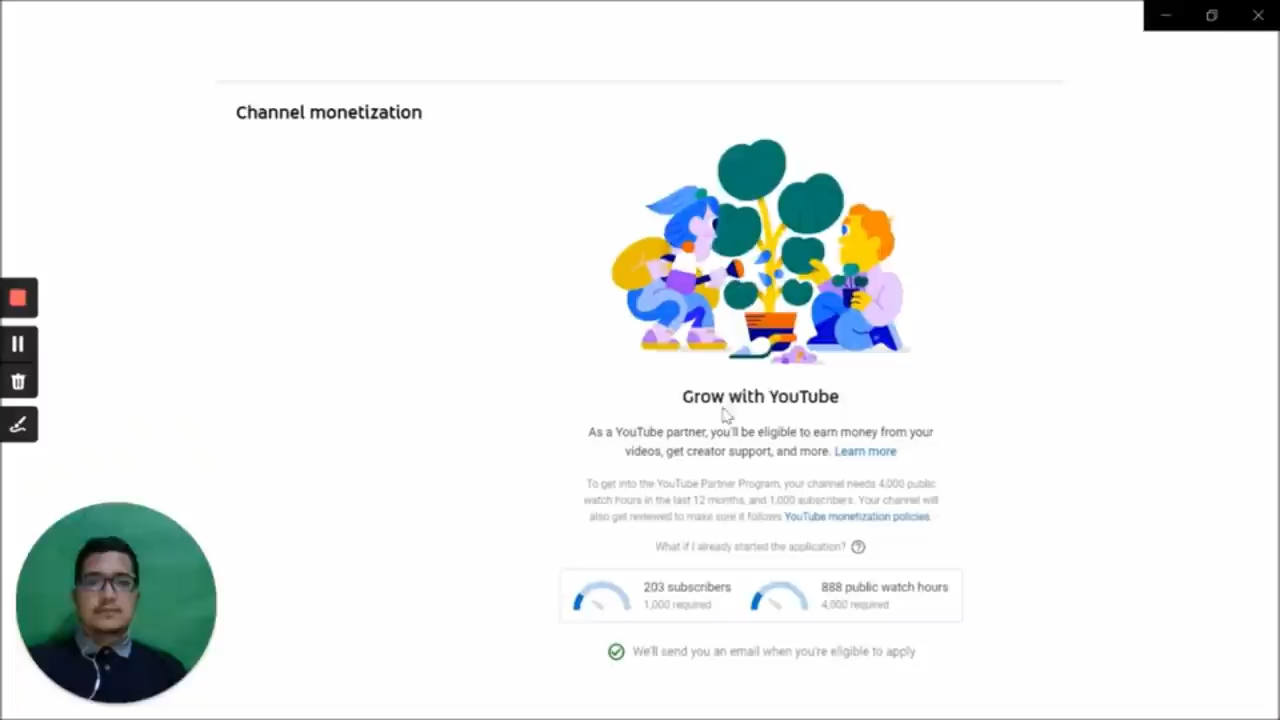 Channel monetization
Grow with YouTube
As a YouTube partner, you'll be eligible to earn money from your
videos, get creator support, and more. Learn more
To get into the YouTube Partner Program, your channel needs 4,000 public
watch hours in the last 12 months, and 1,000 subscribers. Your channel will
also get reviewed to make sure it follows YouTube monetization policies.
What if I already started the application?
203 subscribers
1,000 required
888 public watch hours
4,000 required
We'll send you an email when you're eligible to apply